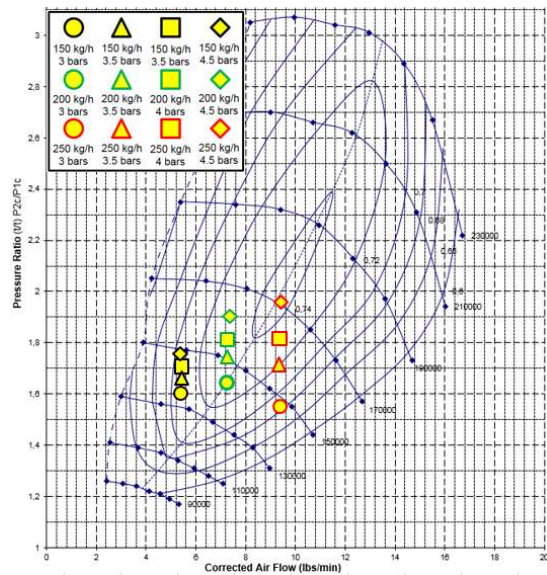 150 kg/h 150 kg/h 150 kg/h 150 kg/h
3 bars 3.5 bars 3.5 bars 4.5 bars
200 kg/h 200 kg/h 200 kg/h 200 kg/h
3 bars 3.5 bars 4 bars 4.5 bars
250 kg/h 250 kg/h 250 kg/h 250 kg/h
3 bars 3.5 bars 4 bars 4.5 bars
Pressure Ratio (t/t) P2c/P1c
3
2,6
2,2
2
1,8
1,6
1,4
1,2
1
0,7
0,68
0,65
0,6
0,72
0,74
230000
210000
190000
170000
150000
130000
110000
90000
0 2 4 6 8 10 12 14 16 18 20
Corrected Air Flow (lbs/min)